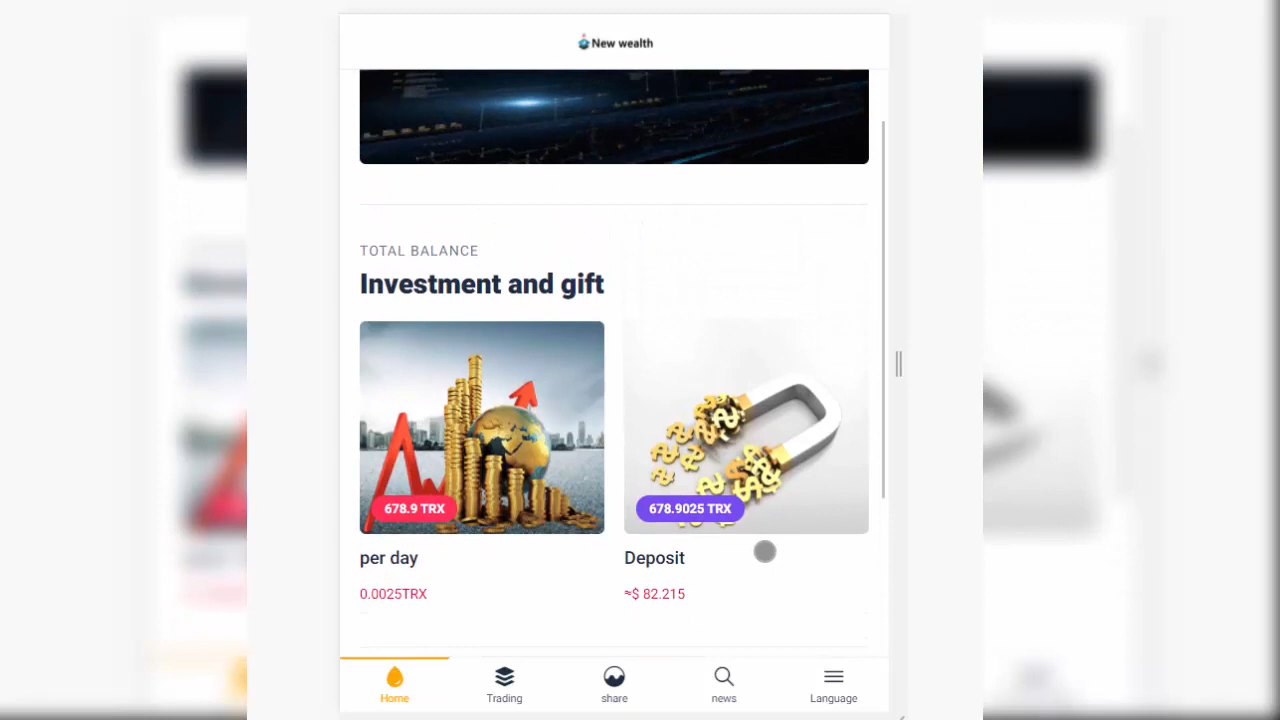 New wealth
TOTAL BALANCE
Investment and gift
678.9 TRX
678.9025 TRX
per day
Deposit
0.0025TRX
≈$ 82.215
Home
Trading
share
news
Language